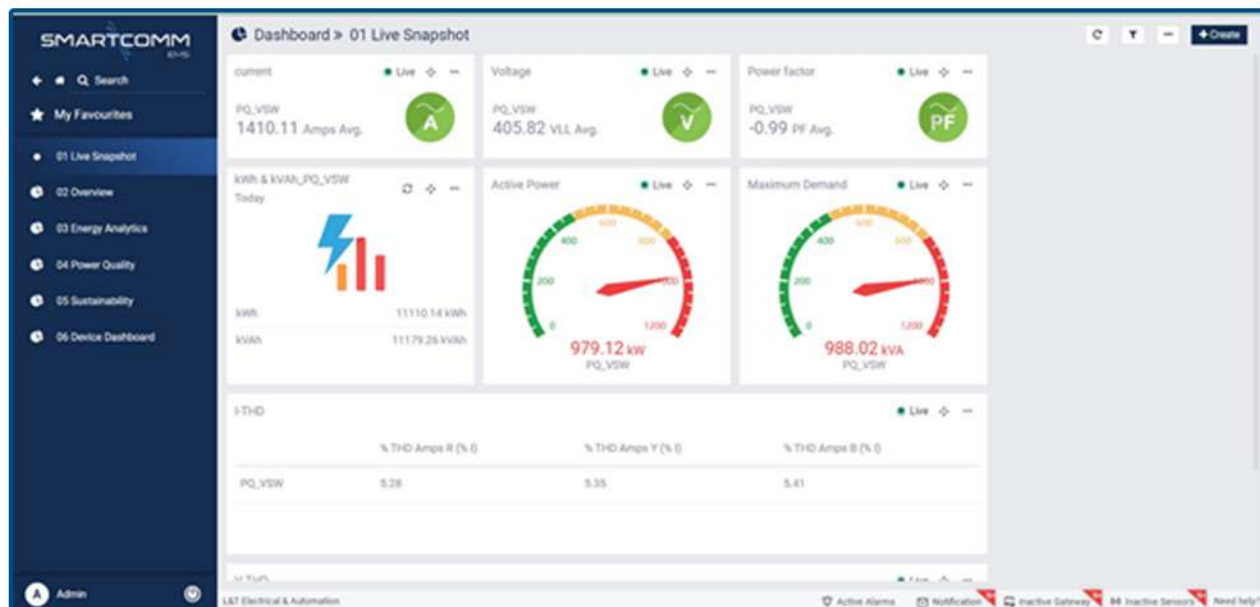 SMARTCOMM
EMS
Search
My Favourites
01 Live Snapshot
02 Overview
03 Energy Analytics
04 Power Quality
05 Sustainability
06 Device Dashboard
A Admin
Dashboard » 01 Live Snapshot
+ Create
current Live
PQ_VSW
1410.11 Amps Avg.
A
Voltage Live
PQ_VSW
405.82 VLL Avg.
V
Power factor Live
PQ_VSW
-0.99 PF Avg.
PF
kWh & kVAh_PQ_VSW
Today
kWh 11110.14 kWh
kVAh 11179.26 kVAh
Active Power Live
0 200 400 600 800 1000 1200
979.12 kW
PQ_VSW
Maximum Demand Live
0 200 400 600 800 1000 1200
988.02 kVA
PQ_VSW
I-THD Live
% THD Amps R (% I) % THD Amps Y (% I) % THD Amps B (% I)
PQ_VSW 5.28 5.35 5.41
V-THD Live
L&T Electrical & Automation
Active Alarms Notification Inactive Gateway Inactive Sensors Need help